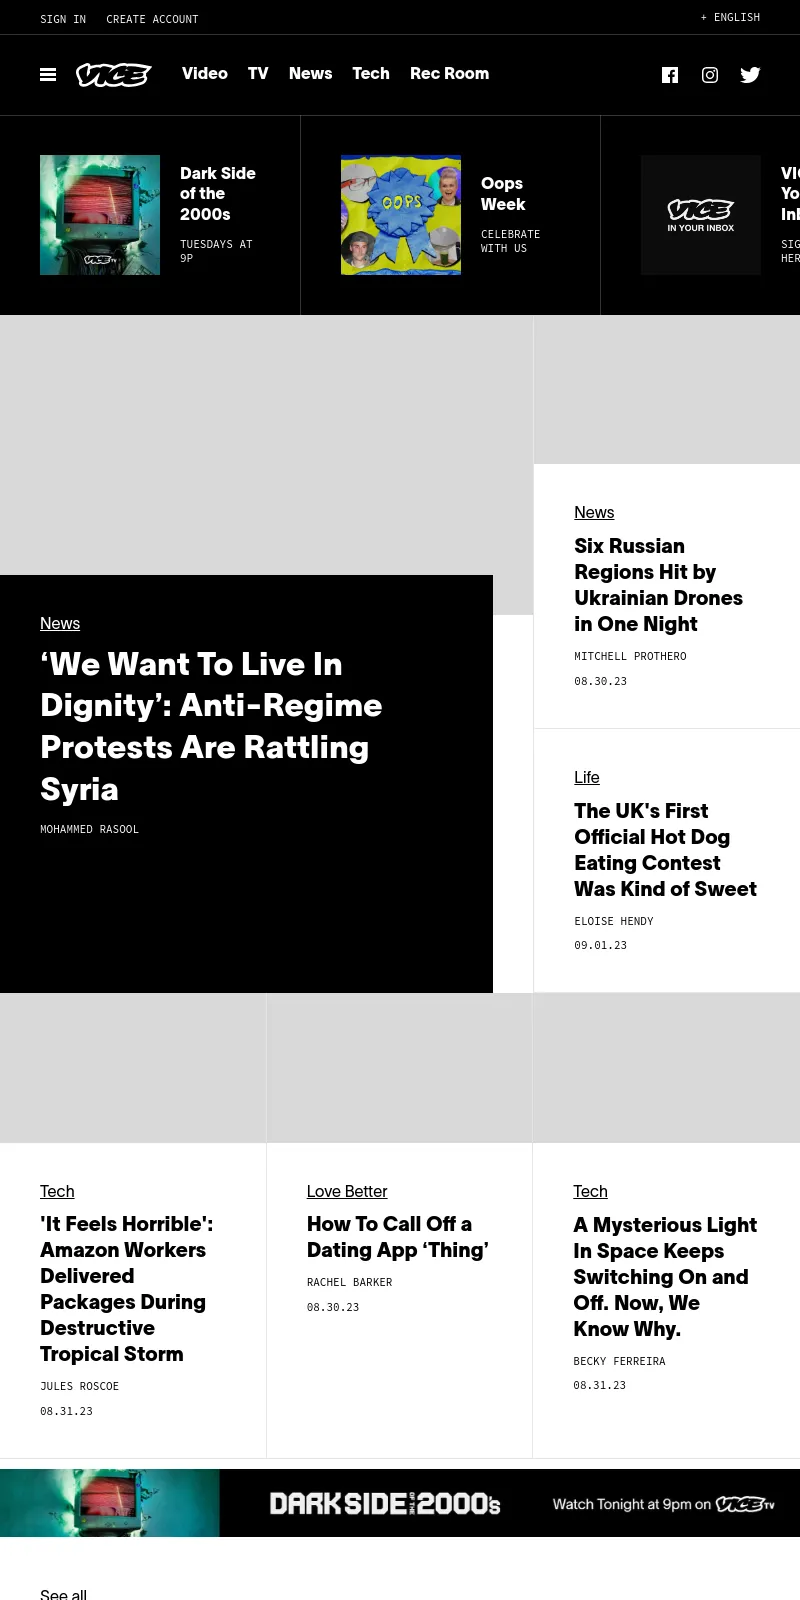 SIGN IN CREATE ACCOUNT
+ ENGLISH
VICE Video TV News Tech Rec Room
Dark Side
of the
2000s
TUESDAYS AT
9P
VICE TV
OOPS
Oops
Week
CELEBRATE
WITH US
VICE
IN YOUR INBOX
News
‘We Want To Live In
Dignity’: Anti-Regime
Protests Are Rattling
Syria
MOHAMMED RASOOL
News
Six Russian
Regions Hit by
Ukrainian Drones
in One Night
MITCHELL PROTHERO
08.30.23
Life
The UK's First
Official Hot Dog
Eating Contest
Was Kind of Sweet
ELOISE HENDY
09.01.23
Tech
'It Feels Horrible':
Amazon Workers
Delivered
Packages During
Destructive
Tropical Storm
JULES ROSCOE
08.31.23
Love Better
How To Call Off a
Dating App ‘Thing’
RACHEL BARKER
08.30.23
Tech
A Mysterious Light
In Space Keeps
Switching On and
Off. Now, We
Know Why.
BECKY FERREIRA
08.31.23
DARK SIDE OF THE 2000's
Watch Tonight at 9pm on VICE TV
See all